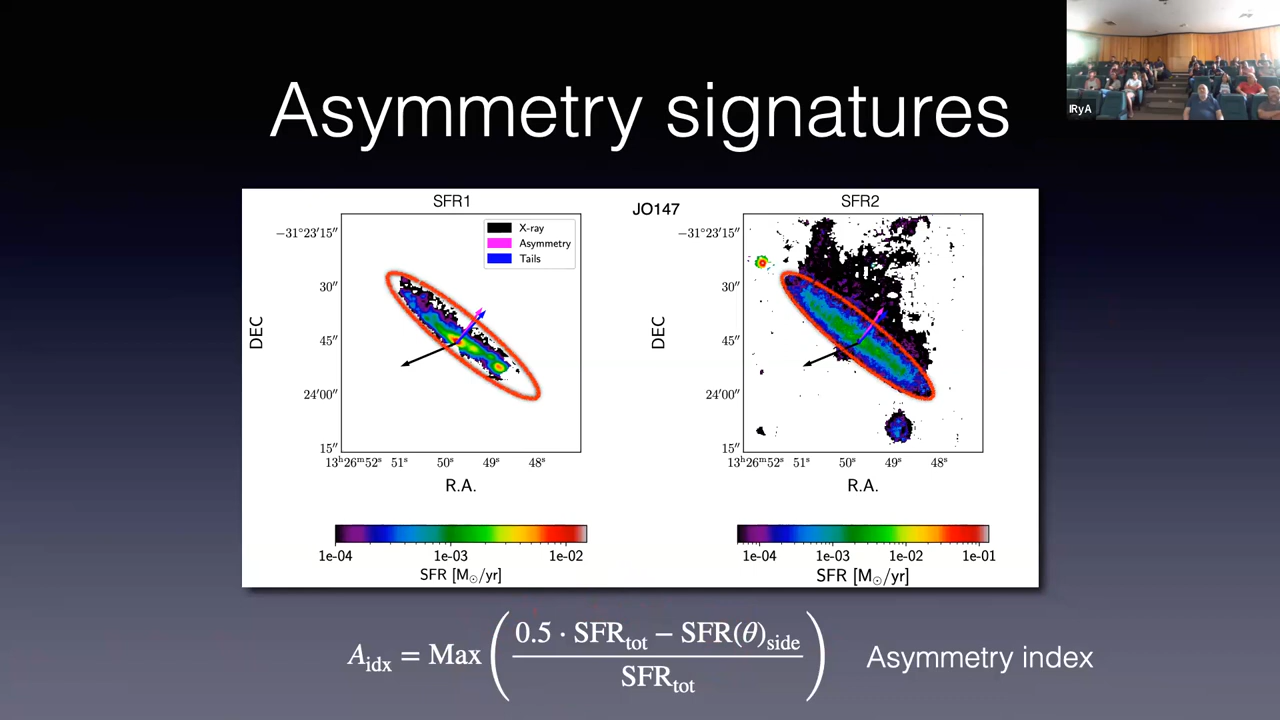 IRyA
Asymmetry signatures
SFR1
JO147
SFR2
X-ray
Asymmetry
Tails
−31°23′15″
30″
45″
24′00″
15″
DEC
13ʰ26ᵐ52ˢ 51ˢ 50ˢ 49ˢ 48ˢ
R.A.
−31°23′15″
30″
45″
24′00″
15″
DEC
13ʰ26ᵐ52ˢ 51ˢ 50ˢ 49ˢ 48ˢ
R.A.
1e-04 1e-03 1e-02
SFR [M⊙/yr]
1e-04 1e-03 1e-02 1e-01
SFR [M⊙/yr]
A_idx = Max ( (0.5 · SFR_tot − SFR(θ)_side) / SFR_tot )
Asymmetry index